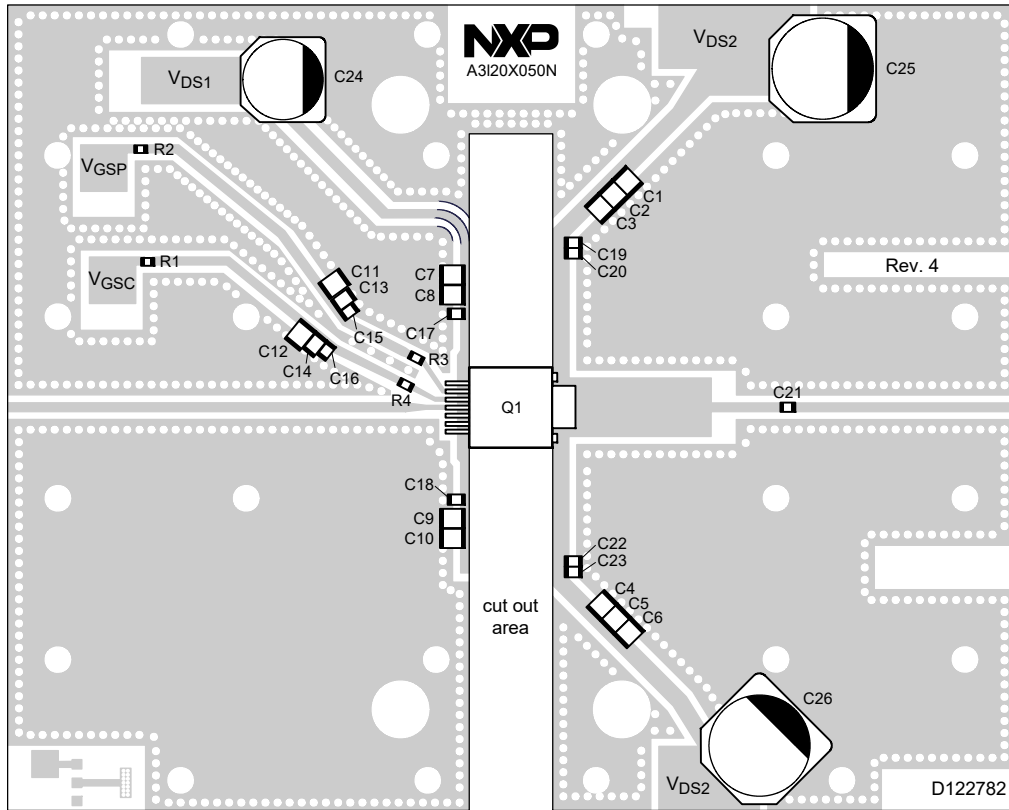 NXP
A3I20X050N
VDS1
C24
VDS2
C25
VGSP
R2
C1
C2
C3
C19
C20
VGSC
R1
C11
C13
C15
C7
C8
C17
Rev. 4
C12
C14
C16
R3
R4
Q1
C21
C18
C9
C10
C22
C23
C4
C5
C6
cut out
area
C26
VDS2
D122782